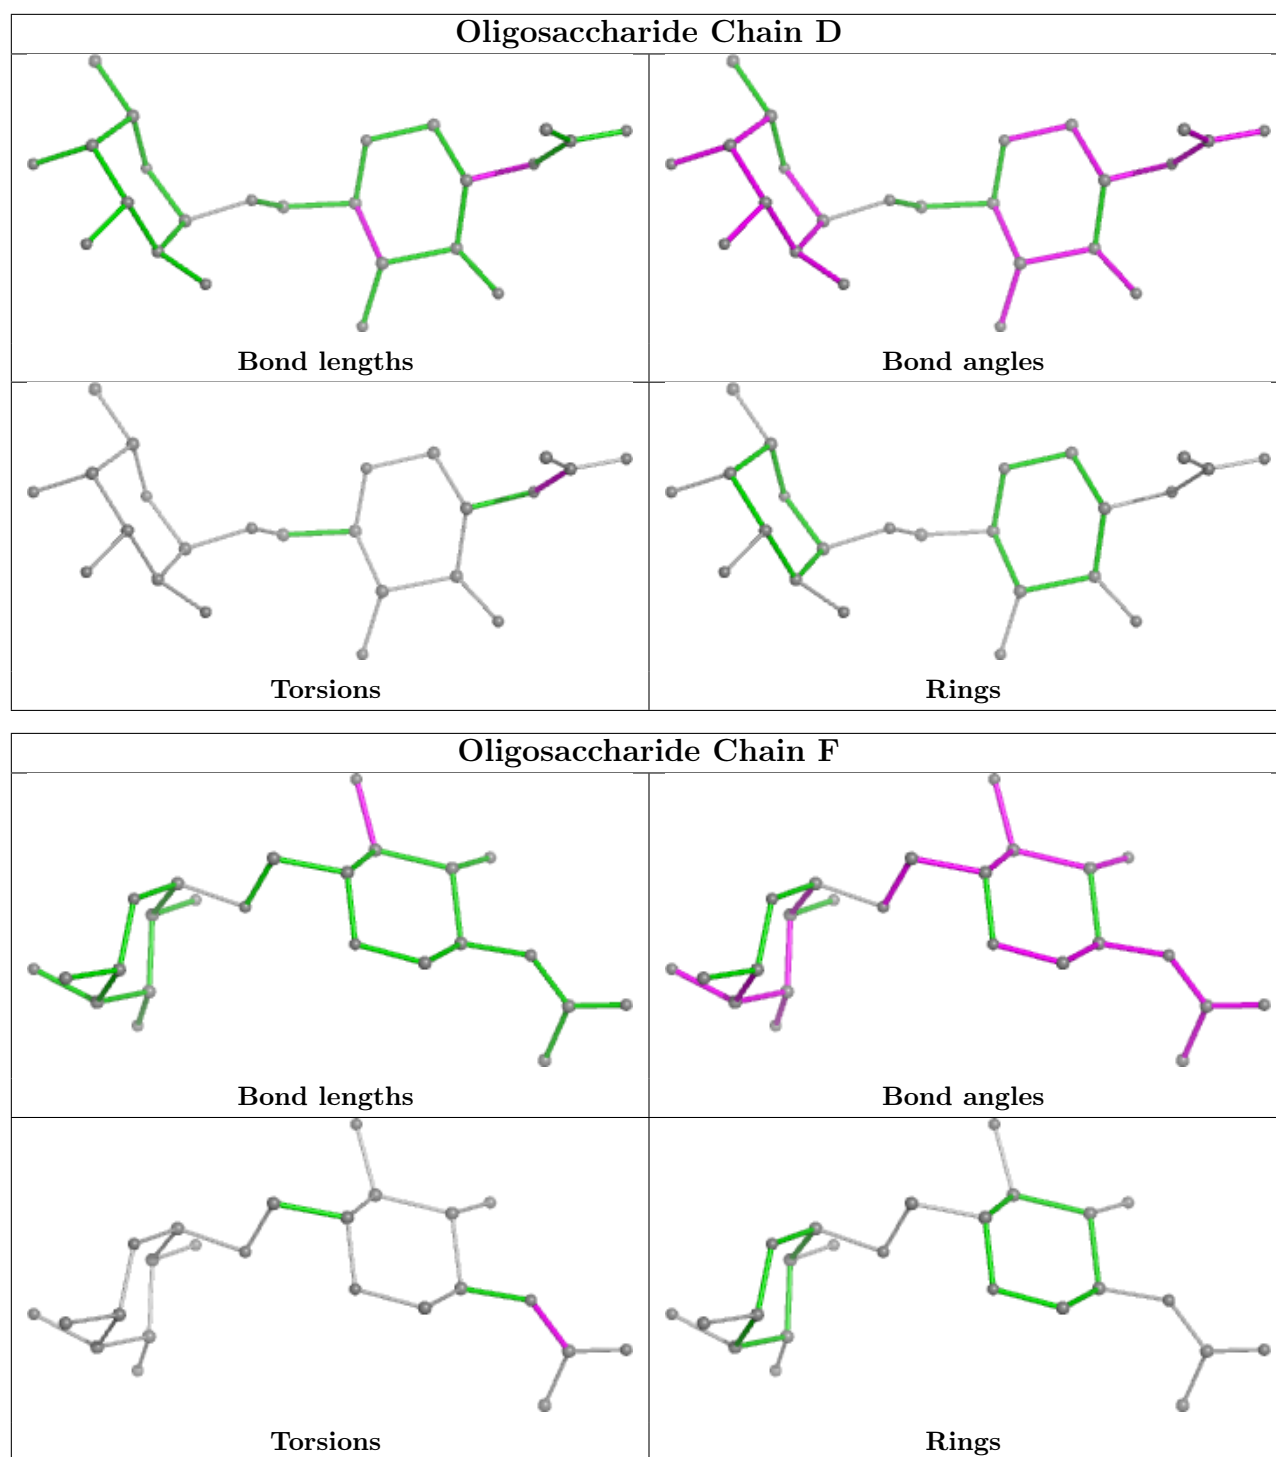 Oligosaccharide Chain D
Bond lengths
Bond angles
Torsions
Rings
Oligosaccharide Chain F
Bond lengths
Bond angles
Torsions
Rings